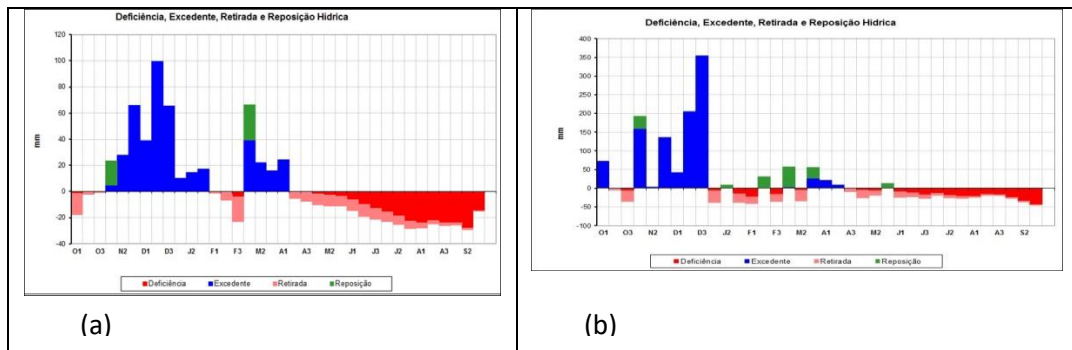 Deficiência, Excedente, Retirada e Reposição Hídrica
120
100
80
60
40
20
0
-20
-40
mm
O1 O3 N2 D1 D3 J2 F1 F3 M2 A1 A3 M2 J1 J3 J2 A1 A3 S2
Deficiência Excedente Retirada Reposição
(a)
Deficiência, Excedente, Retirada e Reposição Hídrica
400
350
300
250
200
150
100
50
0
-50
-100
mm
O1 O3 N2 D1 D3 J2 F1 F3 M2 A1 A3 M2 J1 J3 J2 A1 A3 S2
Deficiência Excedente Retirada Reposição
(b)